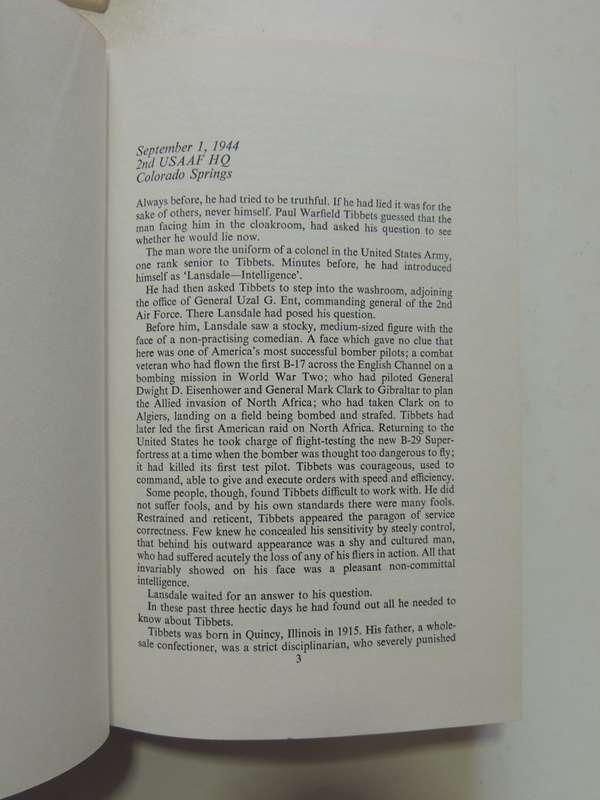 September 1, 1944
2nd USAAF HQ
Colorado Springs
Always before, he had tried to be truthful. If he had lied it was for the
sake of others, never himself. Paul Warfield Tibbets guessed that the
man facing him in the cloakroom, had asked his question to see
whether he would lie now.
The man wore the uniform of a colonel in the United States Army,
one rank senior to Tibbets. Minutes before, he had introduced
himself as ‘Lansdale—Intelligence’.
He had then asked Tibbets to step into the washroom, adjoining
the office of General Uzal G. Ent, commanding general of the 2nd
Air Force. There Lansdale had posed his question.
Before him, Lansdale saw a stocky, medium-sized figure with the
face of a non-practising comedian. A face which gave no clue that
here was one of America's most successful bomber pilots; a combat
veteran who had flown the first B-17 across the English Channel on a
bombing mission in World War Two; who had piloted General
Dwight D. Eisenhower and General Mark Clark to Gibraltar to plan
the Allied invasion of North Africa; who had taken Clark on to
Algiers, landing on a field being bombed and strafed. Tibbets had
later led the first American raid on North Africa. Returning to the
United States he took charge of flight-testing the new B-29 Super-
fortress at a time when the bomber was thought too dangerous to fly;
it had killed its first test pilot. Tibbets was courageous, used to
command, able to give and execute orders with speed and efficiency.
Some people, though, found Tibbets difficult to work with. He did
not suffer fools, and by his own standards there were many fools.
Restrained and reticent, Tibbets appeared the paragon of service
correctness. Few knew he concealed his sensitivity by steely control,
that behind his outward appearance was a shy and cultured man,
who had suffered acutely the loss of any of his fliers in action. All that
invariably showed on his face was a pleasant non-committal
intelligence.
Lansdale waited for an answer to his question.
In these past three hectic days he had found out all he needed to
know about Tibbets.
Tibbets was born in Quincy, Illinois in 1915. His father, a whole-
sale confectioner, was a strict disciplinarian, who severely punished
3